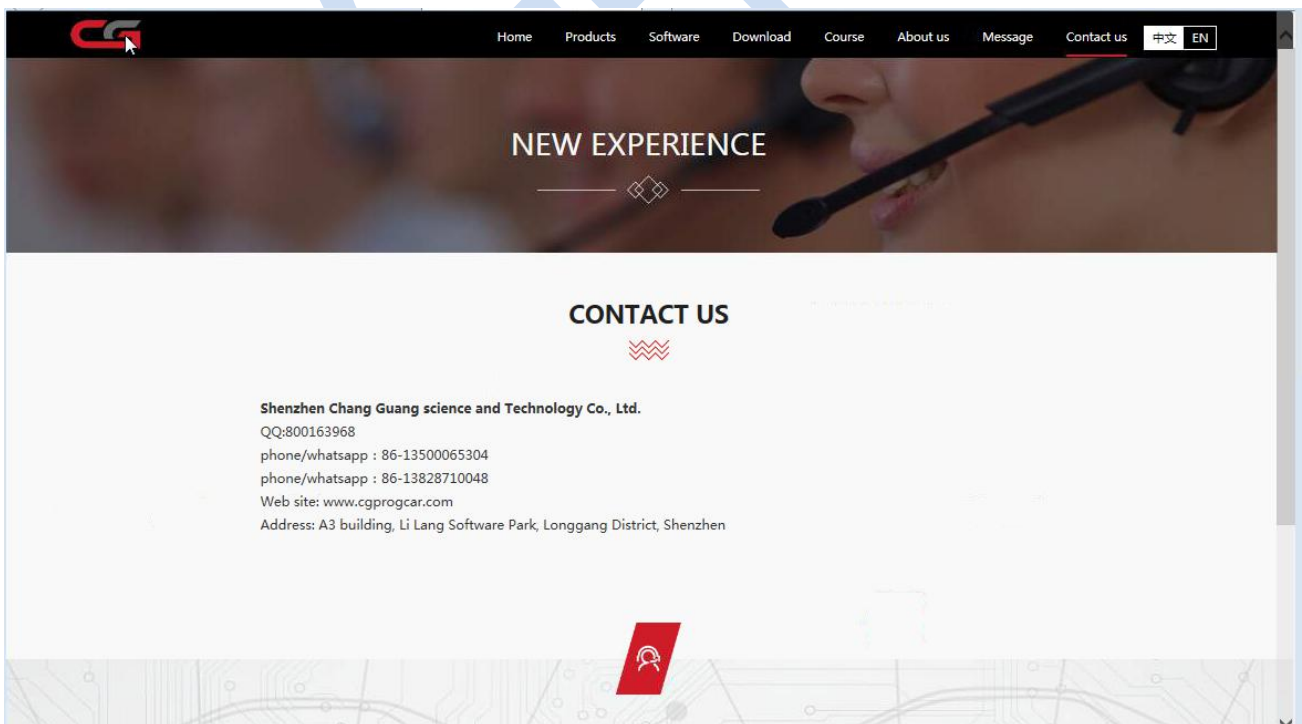 CG
Home Products Software Download Course About us Message Contact us 中文 EN
NEW EXPERIENCE
CONTACT US
Shenzhen Chang Guang science and Technology Co., Ltd.
QQ:800163968
phone/whatsapp : 86-13500065304
phone/whatsapp : 86-13828710048
Web site: www.cgprogcar.com
Address: A3 building, Li Lang Software Park, Longgang District, Shenzhen